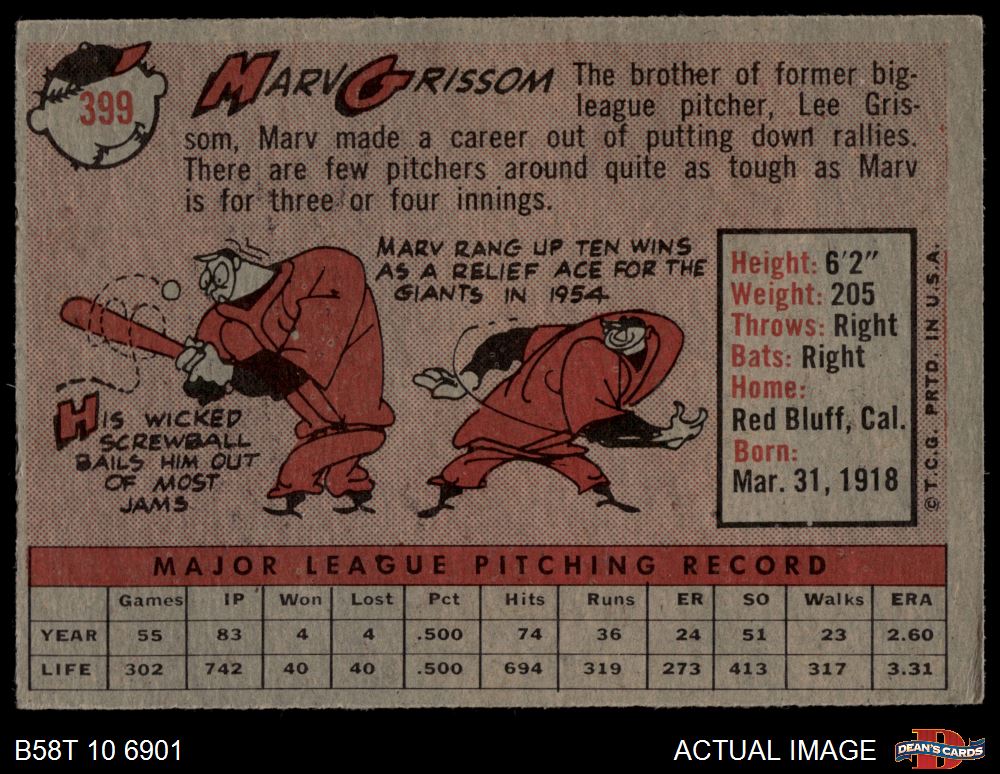 399
MARV GRISSOM
The brother of former big-
league pitcher, Lee Gris-
som, Marv made a career out of putting down rallies.
There are few pitchers around quite as tough as Marv
is for three or four innings.
MARV RANG UP TEN WINS
AS A RELIEF ACE FOR THE
GIANTS IN 1954
HIS WICKED
SCREWBALL
BAILS HIM OUT
OF MOST
JAMS
Height: 6'2"
Weight: 205
Throws: Right
Bats: Right
Home:
Red Bluff, Cal.
Born:
Mar. 31, 1918
© T.C.G. PRTD. IN U.S.A.
MAJOR LEAGUE PITCHING RECORD
Games IP Won Lost Pct Hits Runs ER SO Walks ERA
YEAR 55 83 4 4 .500 74 36 24 51 23 2.60
LIFE 302 742 40 40 .500 694 319 273 413 317 3.31
B58T 10 6901
ACTUAL IMAGE
DEAN'S CARDS